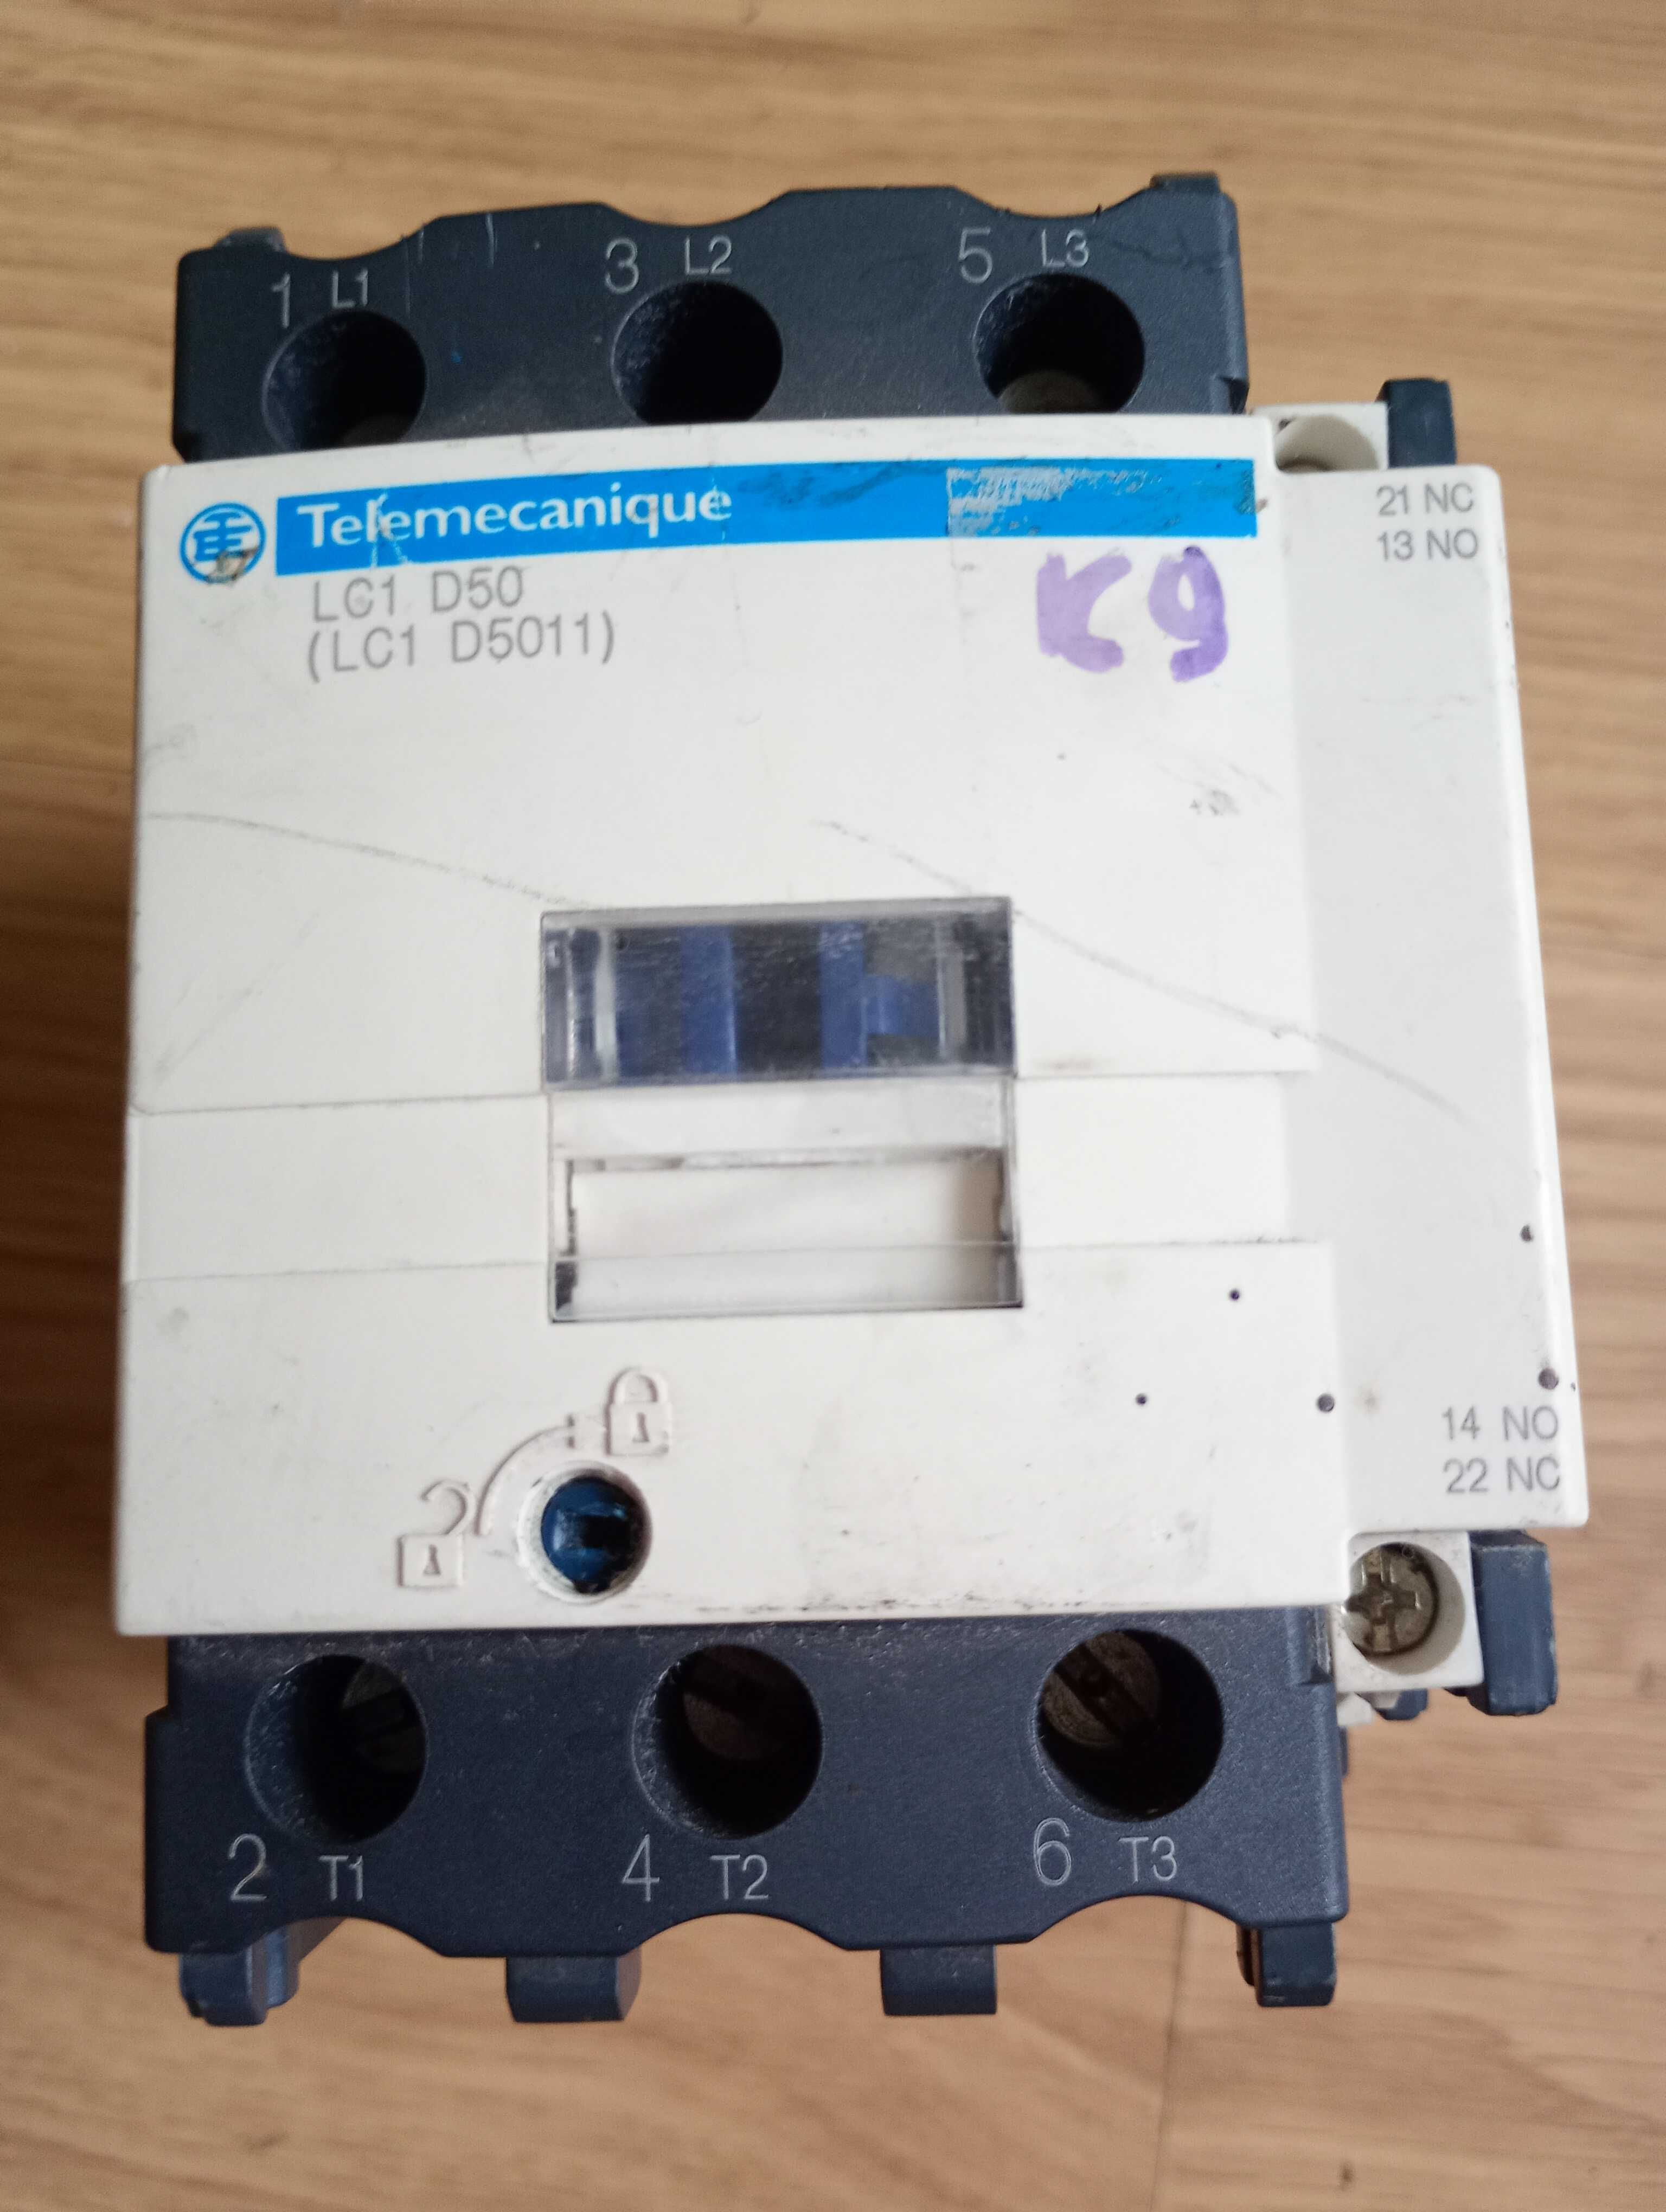 1 L1 3 L2 5 L3
Telemecanique
LC1 D50
(LC1 D5011)
K9
21 NC
13 NO
14 NO
22 NC
2 T1 4 T2 6 T3